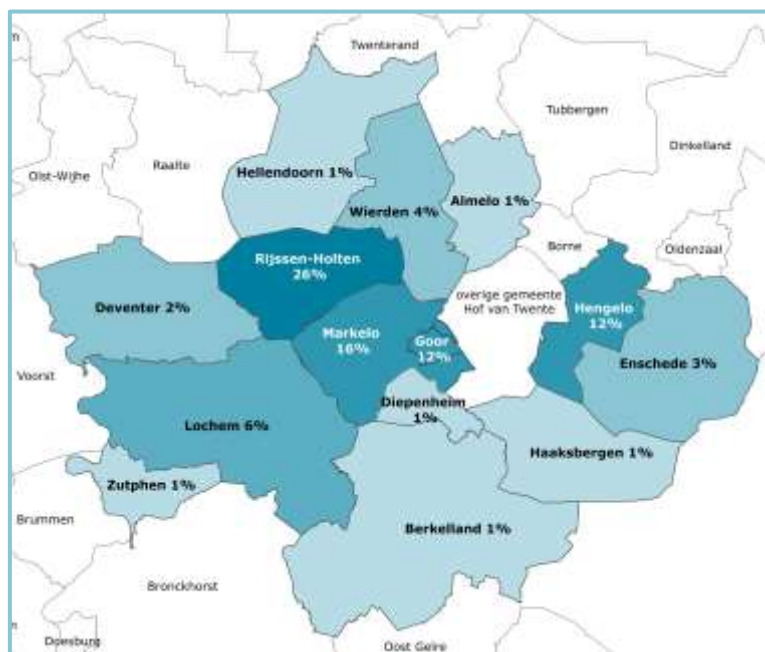 Twenterand
Tubbergen
Dinkelland
Raalte
Olst-Wijhe
Hellendoorn 1%
Almelo 1%
Wierden 4%
Borne
Oldenzaal
Rijssen-Holten
26%
overige gemeente
Hof van Twente
Deventer 2%
Hengelo
12%
Markelo
16%
Goor
12%
Voorst
Enschede 3%
Diepenheim
1%
Lochem 6%
Haaksbergen 1%
Zutphen 1%
Brummen
Berkelland 1%
Bronckhorst
Doesburg
Oost Gelre